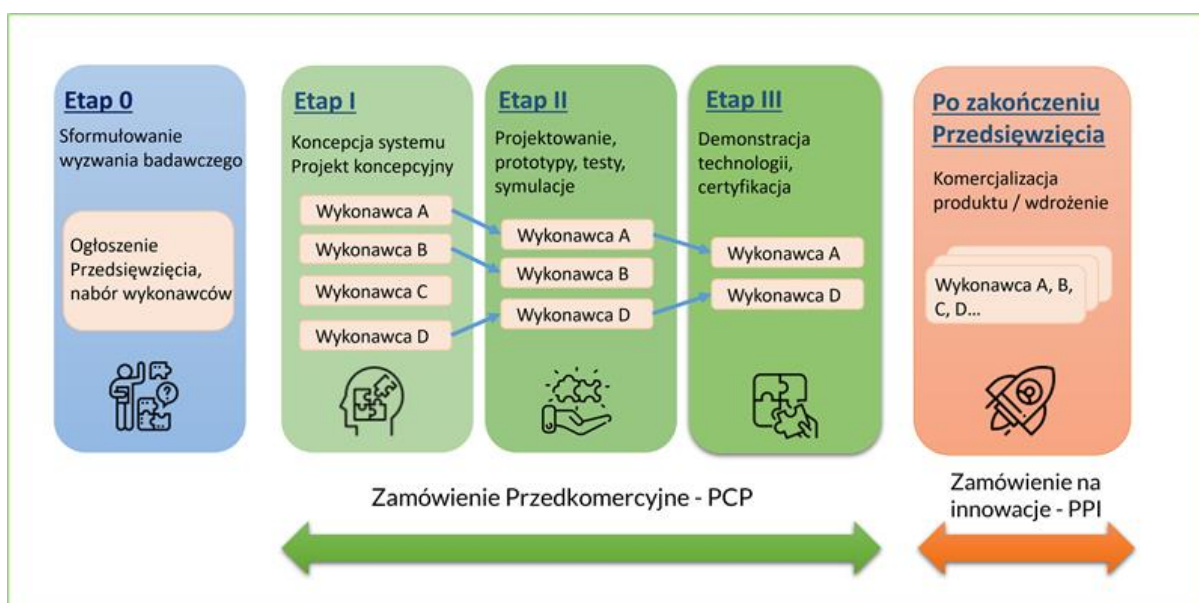 Etap 0
Sformułowanie
wyzwania badawczego
Ogłoszenie
Przedsięwzięcia,
nabór wykonawców
Etap I
Koncepcja systemu
Projekt koncepcyjny
Wykonawca A
Wykonawca B
Wykonawca C
Wykonawca D
Etap II
Projektowanie,
prototypy, testy,
symulacje
Wykonawca A
Wykonawca B
Wykonawca D
Etap III
Demonstracja
technologii,
certyfikacja
Wykonawca A
Wykonawca D
Po zakończeniu
Przedsięwzięcia
Komercjalizacja
produktu / wdrożenie
Wykonawca A, B,
C, D...
Zamówienie Przedkomercyjne - PCP
Zamówienie na
innowacje - PPI